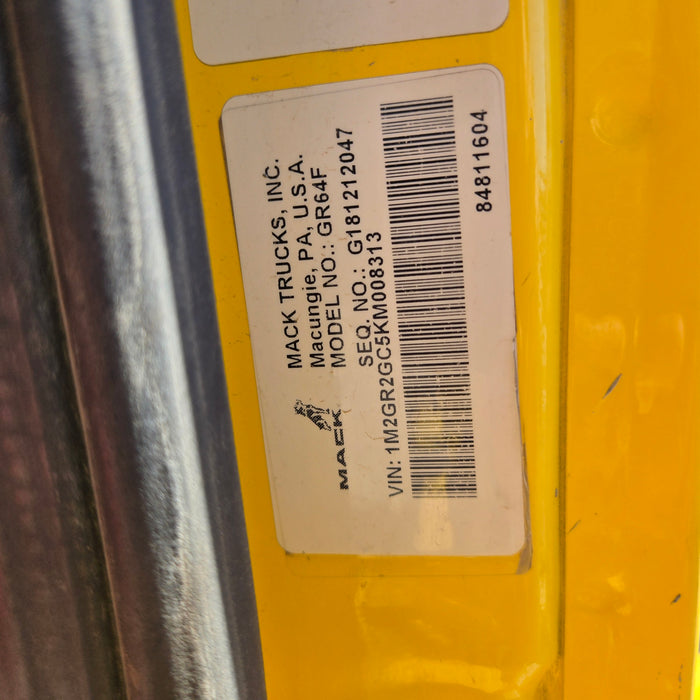 MACK TRUCKS, INC.
Macungie, PA, U.S.A.
MODEL NO.: GR64F
SEQ. NO.: G181212047
MACK
VIN: 1M2GR2GC5KM008313
84811604